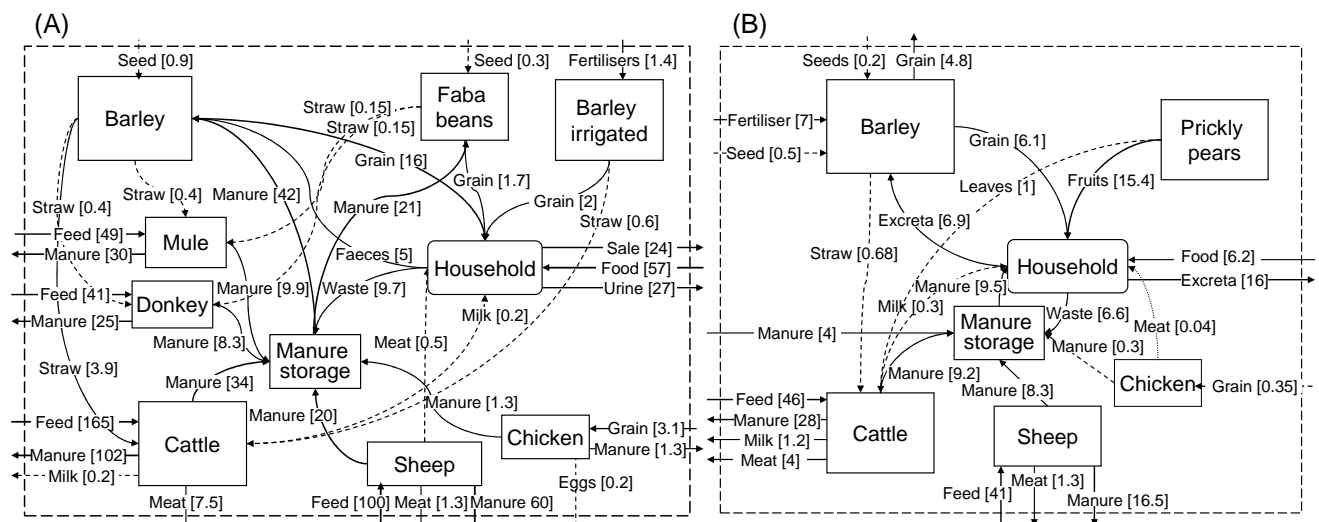 (A)
Seed [0.9]
Seed [0.3]
Fertilisers [1.4]
Barley
Faba
beans
Barley
irrigated
Straw [0.15]
Straw [0.15]
Grain [16]
Grain [1.7]
Straw [0.4]
Manure [42]
Grain [2]
Straw [0.4]
Manure [21]
Straw [0.6]
Feed [49]
Mule
Manure [30]
Faeces [5]
Household
Sale [24]
Food [57]
Urine [27]
Feed [41]
Donkey
Manure [9.9]
Waste [9.7]
Manure [25]
Milk [0.2]
Manure [8.3]
Manure
storage
Meat [0.5]
Straw [3.9]
Manure [34]
Manure [20]
Manure [1.3]
Feed [165]
Cattle
Manure [102]
Milk [0.2]
Chicken
Grain [3.1]
Manure [1.3]
Sheep
Meat [7.5]
Feed [100]
Meat [1.3]
Manure 60]
Eggs [0.2]
(B)
Seeds [0.2]
Grain [4.8]
Fertiliser [7]
Barley
Seed [0.5]
Grain [6.1]
Prickly
pears
Leaves [1]
Fruits [15.4]
Excreta [6.9]
Straw [0.68]
Household
Food [6.2]
Excreta [16]
Manure [9.5]
Milk [0.3]
Waste [6.6]
Manure [4]
Manure
storage
Meat [0.04]
Manure [0.3]
Manure [9.2]
Manure [8.3]
Chicken
Grain [0.35]
Feed [46]
Manure [28]
Milk [1.2]
Meat [4]
Cattle
Sheep
Feed [41]
Meat [1.3]
Manure [16.5]